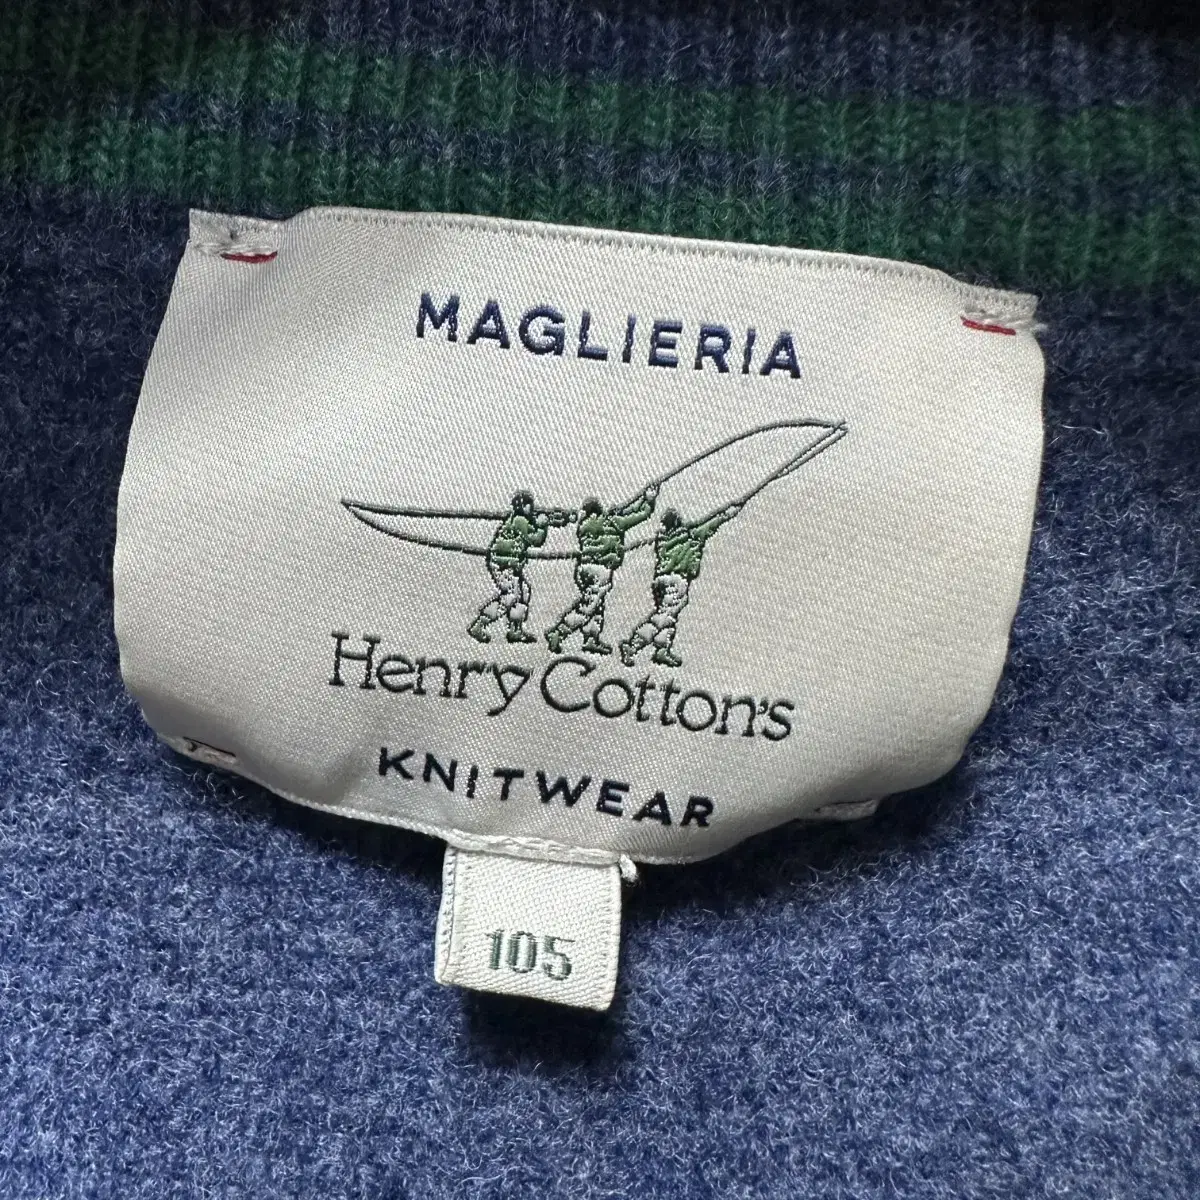 MAGLIERIA
Henry Cotton's
KNITWEAR
105